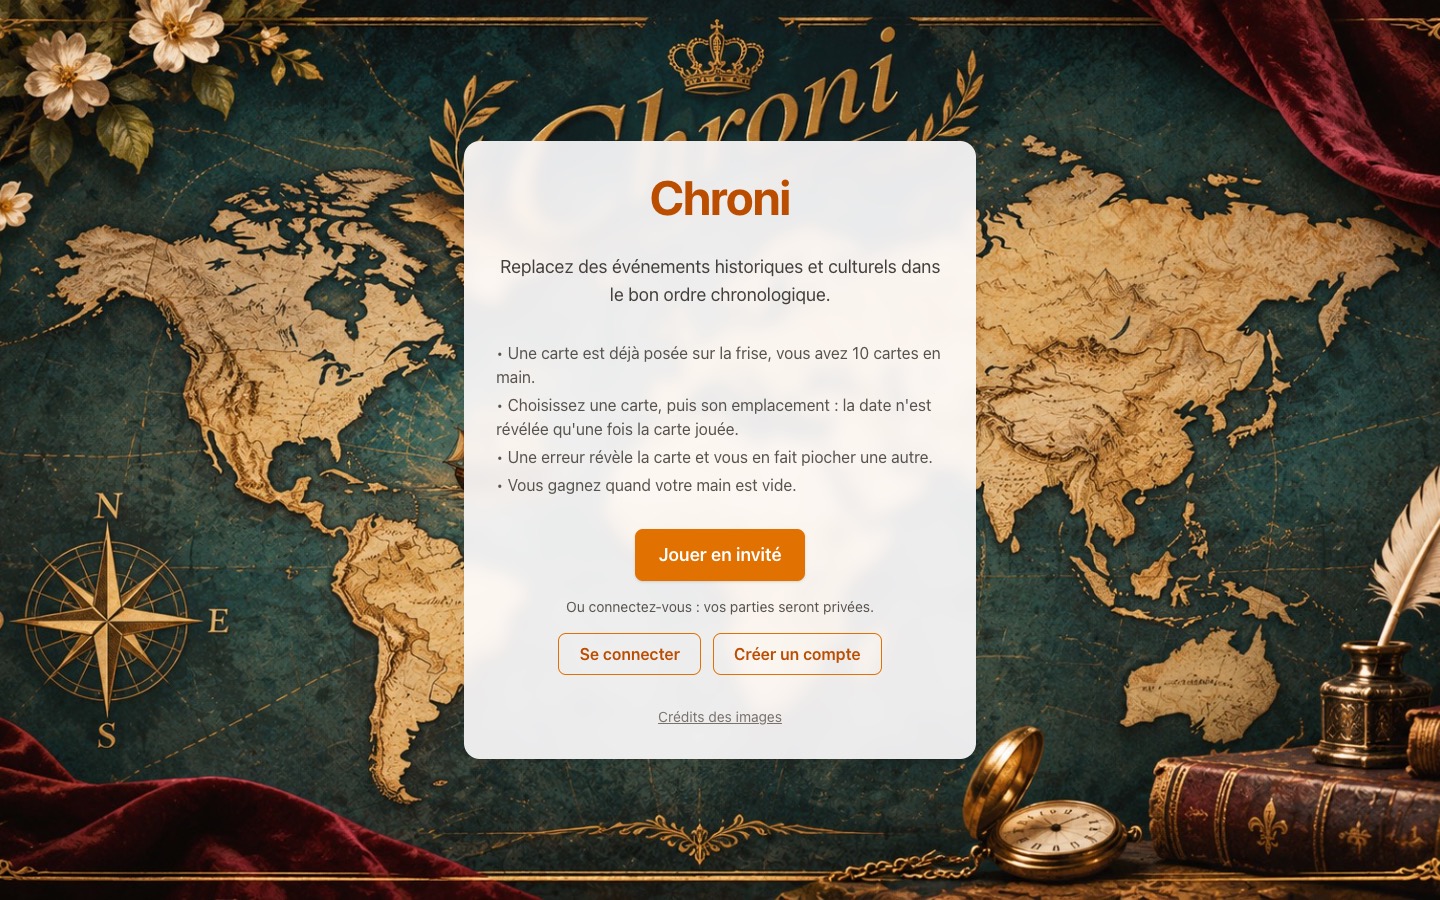 Chroni
Chroni
Replacez des événements historiques et culturels dans
le bon ordre chronologique.
• Une carte est déjà posée sur la frise, vous avez 10 cartes en
main.
• Choisissez une carte, puis son emplacement : la date n'est
révélée qu'une fois la carte jouée.
• Une erreur révèle la carte et vous en fait piocher une autre.
• Vous gagnez quand votre main est vide.
Jouer en invité
Ou connectez-vous : vos parties seront privées.
Se connecter
Créer un compte
Crédits des images
N
E
S